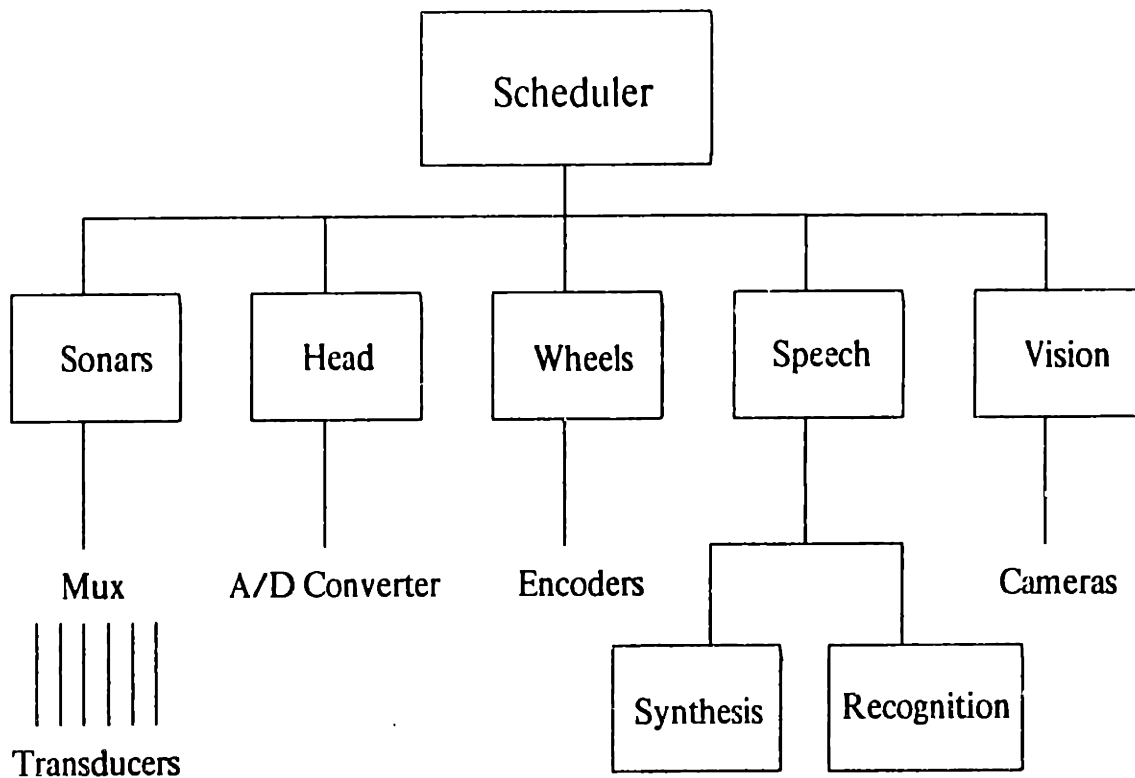 Scheduler
Sonars
Head
Wheels
Speech
Vision
Mux
A/D Converter
Encoders
Cameras
Synthesis
Recognition
Transducers